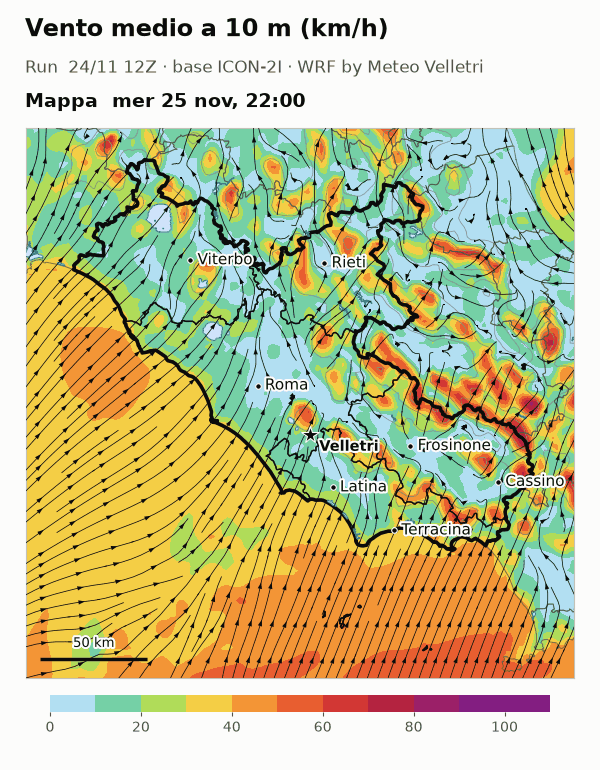 Vento medio a 10 m (km/h)
Run  24/11 12Z · base ICON-2I · WRF by Meteo Velletri
Mappa  mer 25 nov, 22:00
Viterbo
Rieti
Roma
Velletri
Frosinone
Cassino
Latina
Terracina
50 km
0 20 40 60 80 100